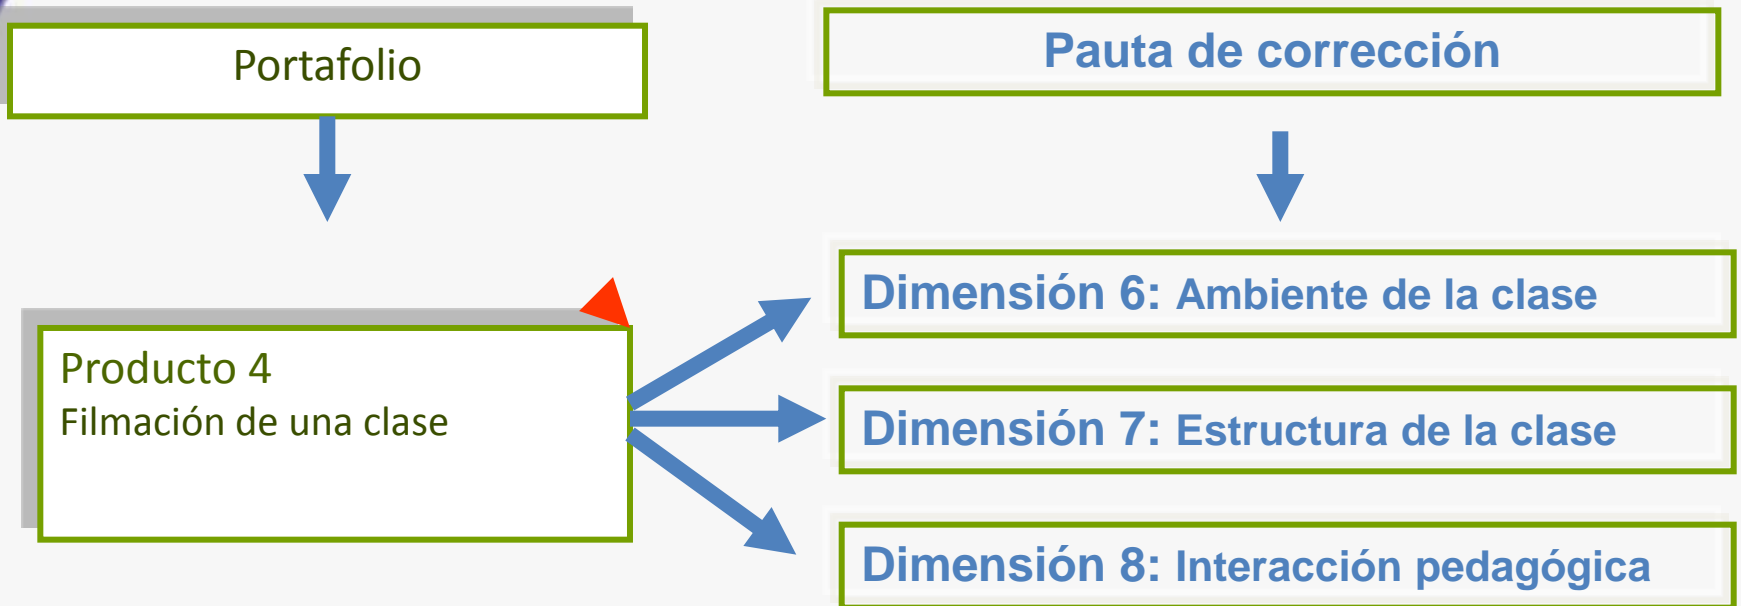 Portafolio
Pauta de corrección
Producto 4
Filmación de una clase
Dimensión 6: Ambiente de la clase
Dimensión 7: Estructura de la clase
Dimensión 8: Interacción pedagógica